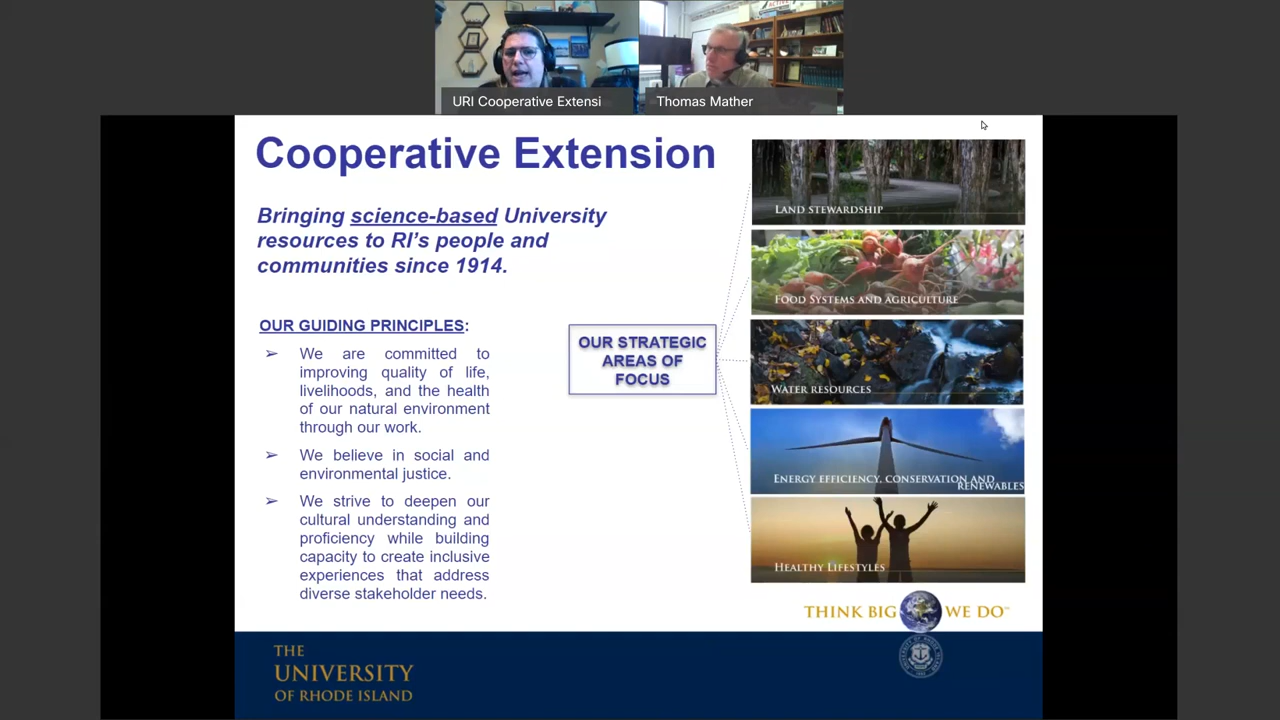 URI Cooperative Extensi
Thomas Mather
Cooperative Extension
Bringing science-based University
resources to RI's people and
communities since 1914.
OUR GUIDING PRINCIPLES:
➢ We are committed to
improving quality of life,
livelihoods, and the health
of our natural environment
through our work.
➢ We believe in social and
environmental justice.
➢ We strive to deepen our
cultural understanding and
proficiency while building
capacity to create inclusive
experiences that address
diverse stakeholder needs.
OUR STRATEGIC
AREAS OF
FOCUS
LAND STEWARDSHIP
FOOD SYSTEMS AND AGRICULTURE
WATER RESOURCES
ENERGY EFFICIENCY, CONSERVATION AND
RENEWABLES
HEALTHY LIFESTYLES
THINK BIG WE DO™
THE
UNIVERSITY
OF RHODE ISLAND